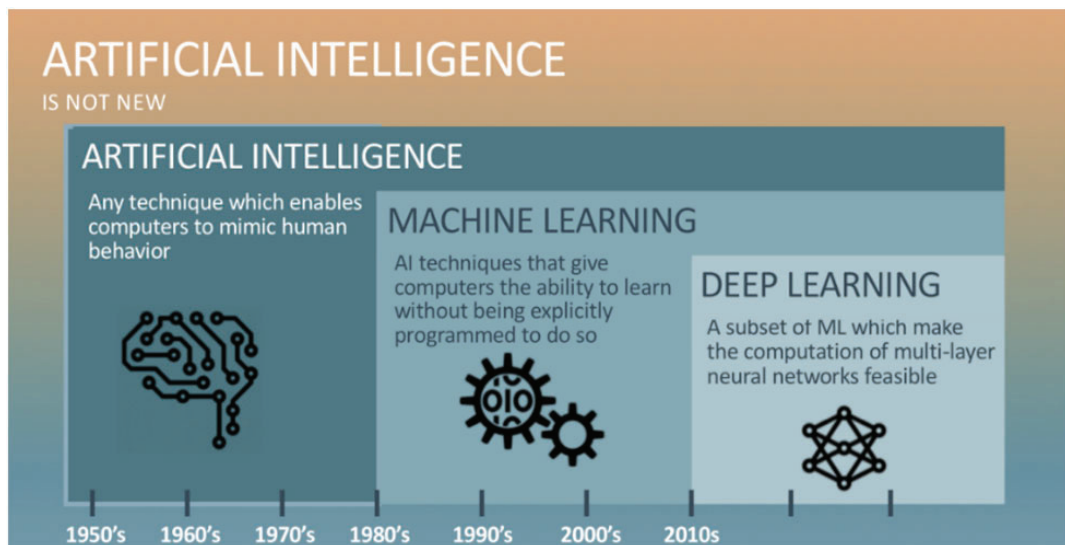 ARTIFICIAL INTELLIGENCE
IS NOT NEW
ARTIFICIAL INTELLIGENCE
Any technique which enables
computers to mimic human
behavior
MACHINE LEARNING
AI techniques that give
computers the ability to learn
without being explicitly
programmed to do so
DEEP LEARNING
A subset of ML which make
the computation of multi-layer
neural networks feasible
1950's 1960's 1970's 1980's 1990's 2000's 2010s